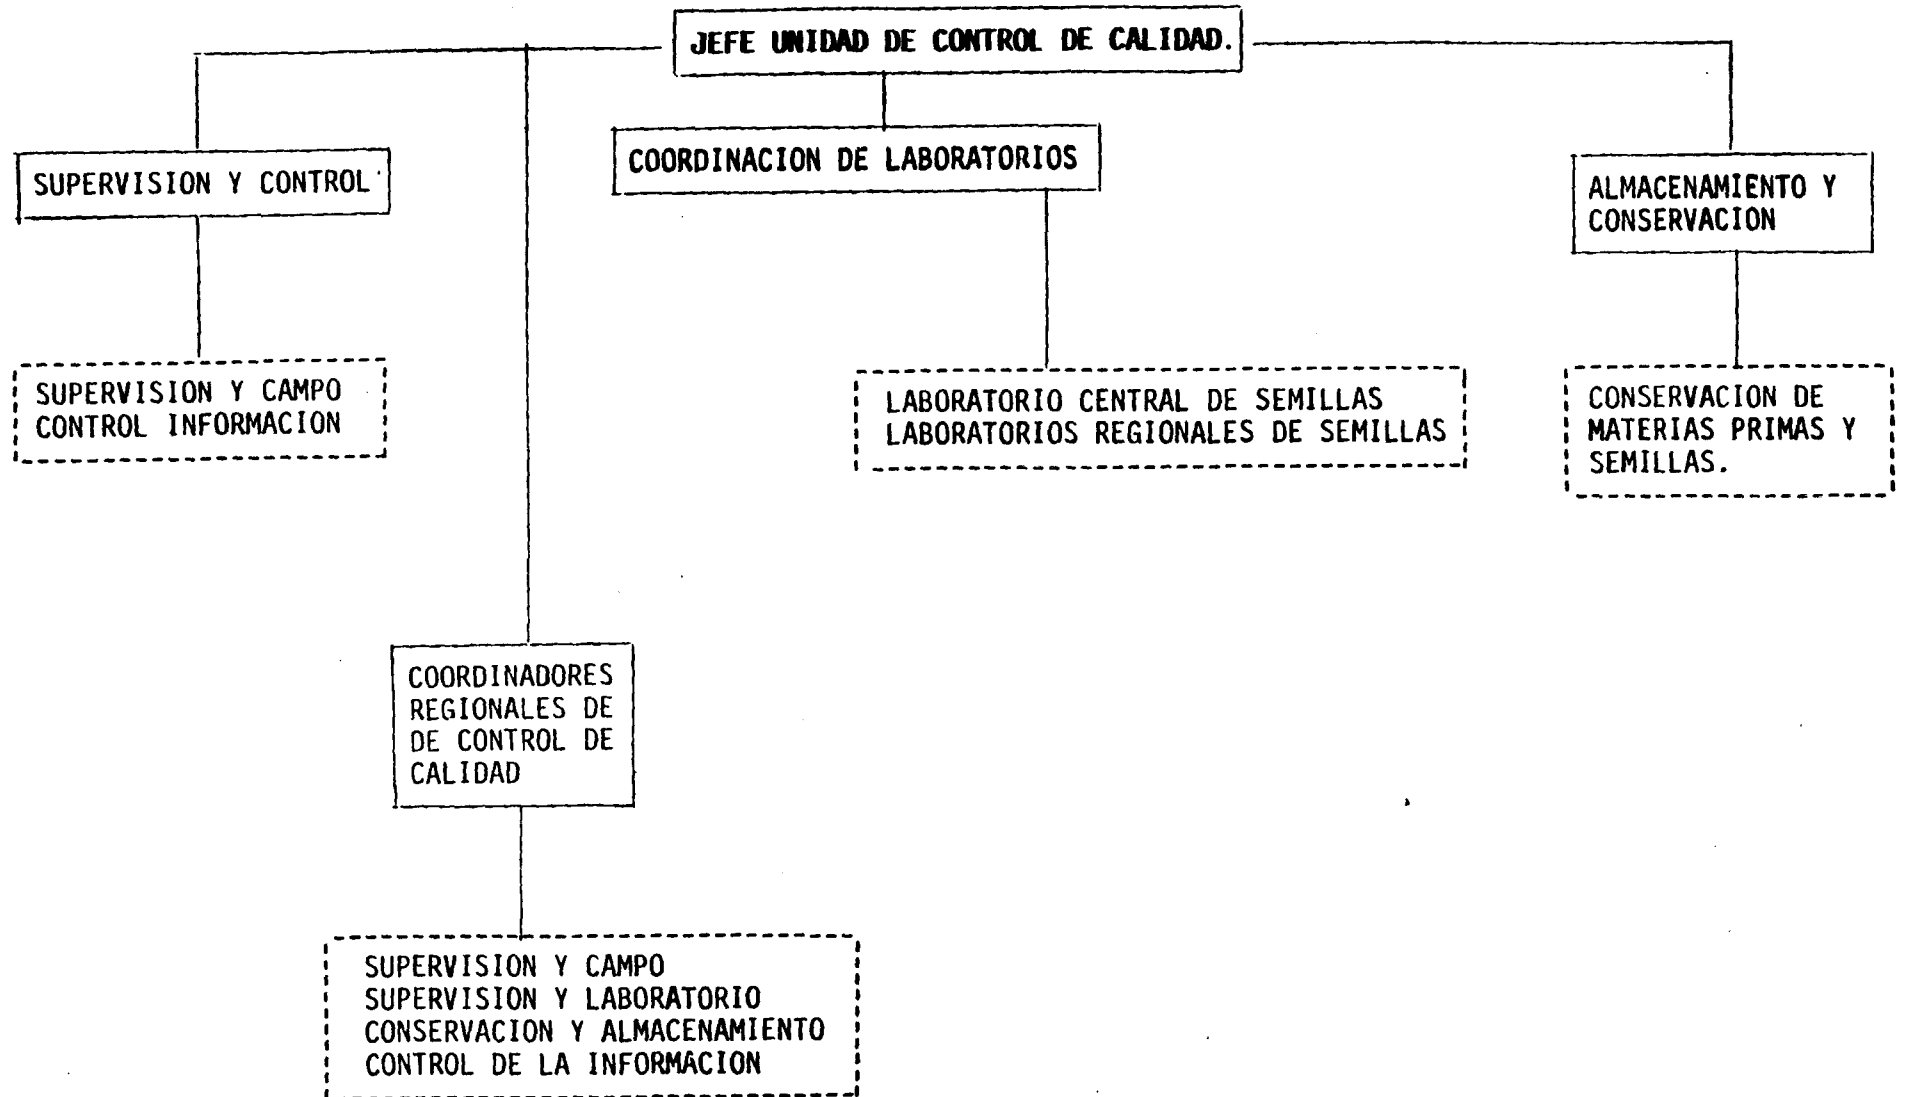 JEFE UNIDAD DE CONTROL DE CALIDAD.
SUPERVISION Y CONTROL
COORDINACION DE LABORATORIOS
ALMACENAMIENTO Y
CONSERVACION
SUPERVISION Y CAMPO
CONTROL INFORMACION
LABORATORIO CENTRAL DE SEMILLAS
LABORATORIOS REGIONALES DE SEMILLAS
CONSERVACION DE
MATERIAS PRIMAS Y
SEMILLAS.
COORDINADORES
REGIONALES DE
DE CONTROL DE
CALIDAD
SUPERVISION Y CAMPO
SUPERVISION Y LABORATORIO
CONSERVACION Y ALMACENAMIENTO
CONTROL DE LA INFORMACION